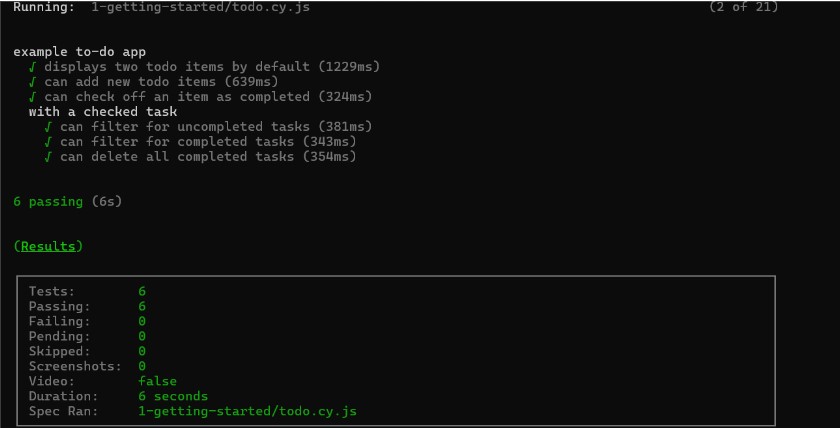 Running:  1-getting-started/todo.cy.js (2 of 21)
example to-do app
√ displays two todo items by default (1229ms)
√ can add new todo items (639ms)
√ can check off an item as completed (324ms)
with a checked task
√ can filter for uncompleted tasks (381ms)
√ can filter for completed tasks (343ms)
√ can delete all completed tasks (354ms)
6 passing (6s)
(Results)
Tests: 6
Passing: 6
Failing: 0
Pending: 0
Skipped: 0
Screenshots: 0
Video: false
Duration: 6 seconds
Spec Ran: 1-getting-started/todo.cy.js